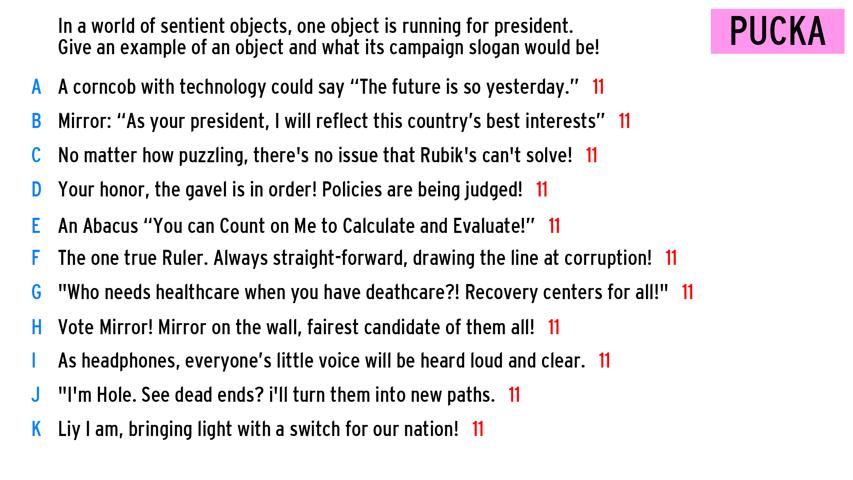 In a world of sentient objects, one object is running for president.
Give an example of an object and what its campaign slogan would be!
PUCKA
A A corncob with technology could say “The future is so yesterday.” 11
B Mirror: “As your president, I will reflect this country’s best interests” 11
C No matter how puzzling, there's no issue that Rubik's can't solve! 11
D Your honor, the gavel is in order! Policies are being judged! 11
E An Abacus “You can Count on Me to Calculate and Evaluate!” 11
F The one true Ruler. Always straight-forward, drawing the line at corruption! 11
G "Who needs healthcare when you have deathcare?! Recovery centers for all!" 11
H Vote Mirror! Mirror on the wall, fairest candidate of them all! 11
I As headphones, everyone’s little voice will be heard loud and clear. 11
J "I'm Hole. See dead ends? i'll turn them into new paths. 11
K Liy I am, bringing light with a switch for our nation! 11